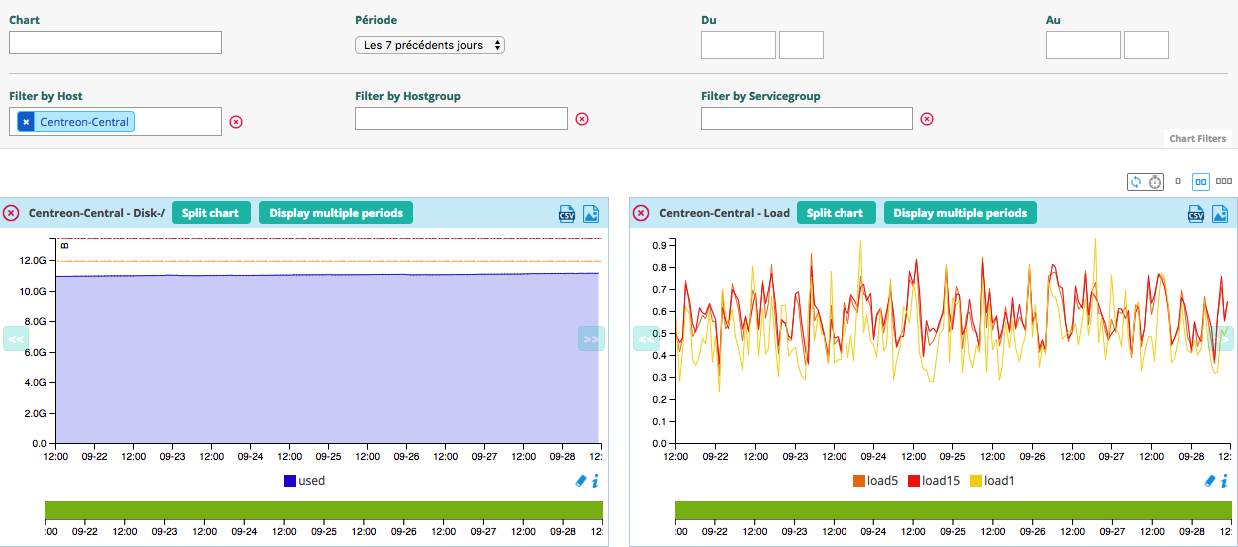 Chart
Période
Du
Au
Les 7 précédents jours
Filter by Host
Filter by Hostgroup
Filter by Servicegroup
× Centreon-Central
Chart Filters
Centreon-Central - Disk-/
Split chart
Display multiple periods
CSV
B
12.0G
10.0G
8.0G
6.0G
4.0G
2.0G
0.0
<<
>>
12:00 09-22 12:00 09-23 12:00 09-24 12:00 09-25 12:00 09-26 12:00 09-27 12:00 09-28 12:
used
:00 09-22 12:00 09-23 12:00 09-24 12:00 09-25 12:00 09-26 12:00 09-27 12:00 09-28 12:
Centreon-Central - Load
Split chart
Display multiple periods
CSV
0.9
0.8
0.7
0.6
0.5
0.4
0.3
0.2
0.1
0.0
<<
>>
12:00 09-22 12:00 09-23 12:00 09-24 12:00 09-25 12:00 09-26 12:00 09-27 12:00 09-28 12:
load5 load15 load1
:00 09-22 12:00 09-23 12:00 09-24 12:00 09-25 12:00 09-26 12:00 09-27 12:00 09-28 12: